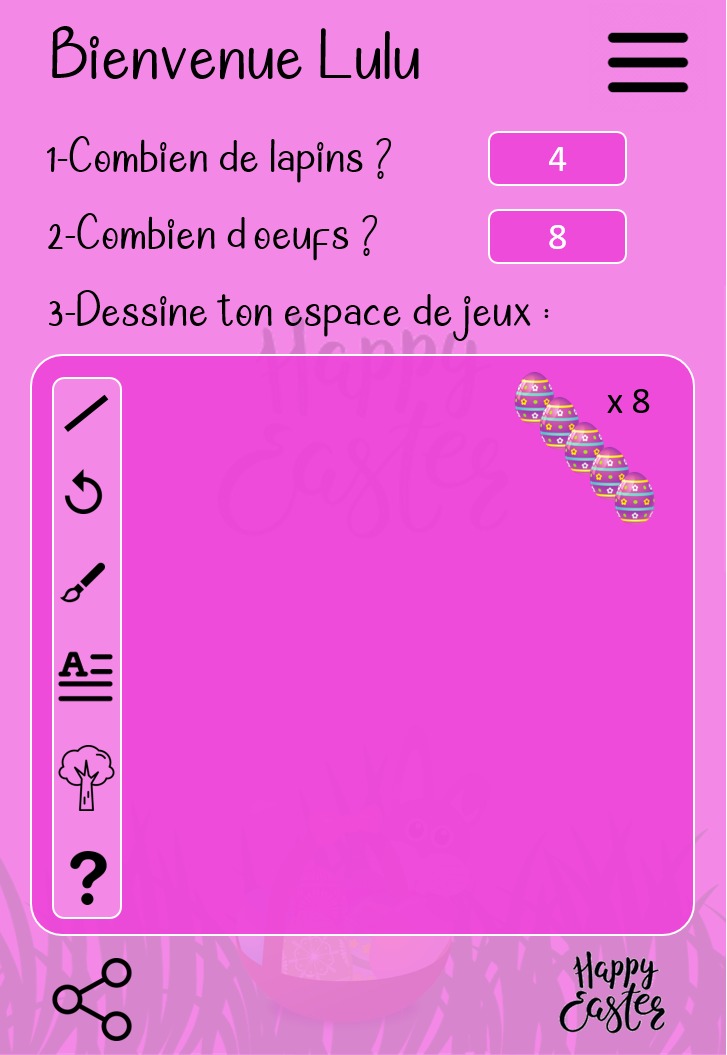 Bienvenue Lulu
1-Combien de lapins ?
4
2-Combien d oeufs ?
8
3-Dessine ton espace de jeux :
Happy
Easter
x 8
A
?
Happy
Easter